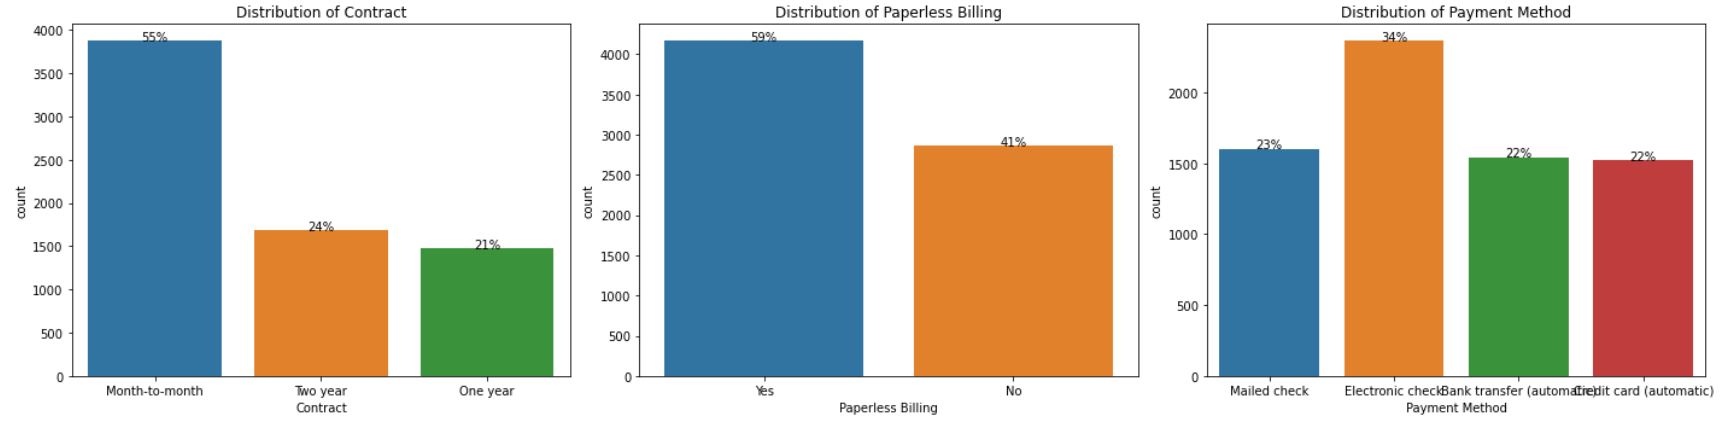 Distribution of Contract
4000
3500
3000
2500
2000
1500
1000
500
0
count
55%
24%
21%
Month-to-month Two year One year
Contract
Distribution of Paperless Billing
4000
3500
3000
2500
2000
1500
1000
500
0
count
59%
41%
Yes No
Paperless Billing
Distribution of Payment Method
2000
1500
1000
500
0
count
23%
34%
22%
22%
Mailed check Electronic check Bank transfer (automatic) Credit card (automatic)
Payment Method